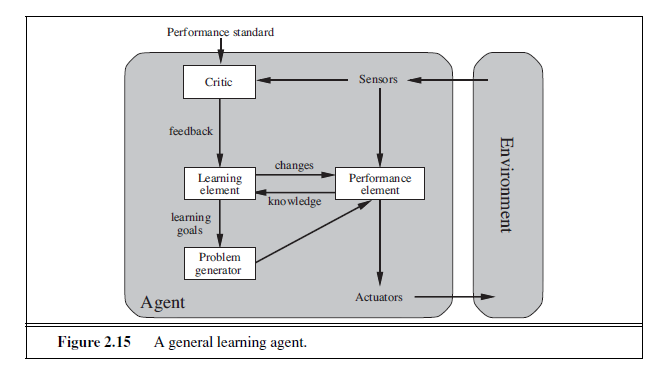 Performance standard
Critic
Sensors
feedback
changes
Learning
element
Performance
element
knowledge
learning
goals
Problem
generator
Agent
Actuators
Environment
Figure 2.15 A general learning agent.